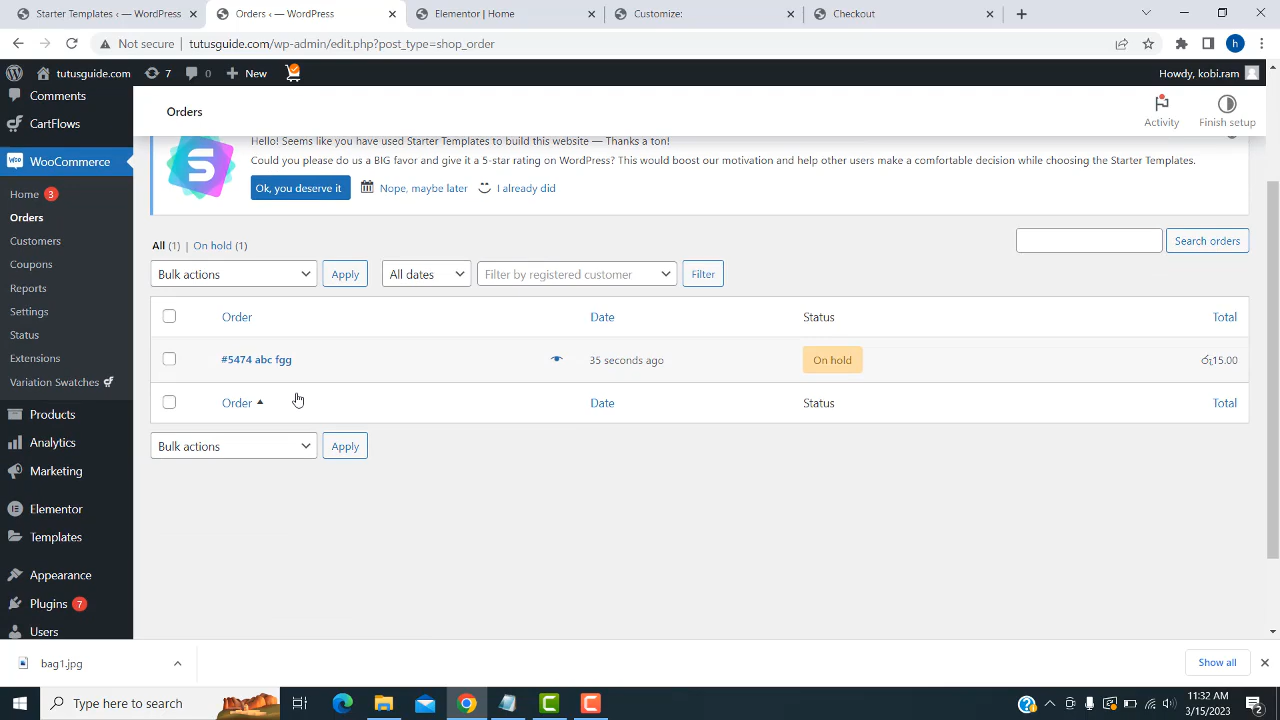 Starter Templates ‹ — WordPress
Orders ‹ — WordPress
Elementor | Home
Customize:
Checkout
Not secure
tutusguide.com/wp-admin/edit.php?post_type=shop_order
h
tutusguide.com
7
0
New
Howdy, kobi.ram
Comments
CartFlows
WooCommerce
Home 3
Orders
Customers
Coupons
Reports
Settings
Status
Extensions
Variation Swatches
Products
Analytics
Marketing
Elementor
Templates
Appearance
Plugins 7
Users
Orders
Activity
Finish setup
Hello! Seems like you have used Starter Templates to build this website — Thanks a ton!
Could you please do us a BIG favor and give it a 5-star rating on WordPress? This would boost our motivation and help other users make a comfortable decision while choosing the Starter Templates.
Ok, you deserve it
Nope, maybe later
I already did
All (1) | On hold (1)
Search orders
Bulk actions
Apply
All dates
Filter by registered customer
Filter
Order
Date
Status
Total
#5474 abc fgg
35 seconds ago
On hold
රු15.00
Order
Date
Status
Total
Bulk actions
Apply
bag1.jpg
Show all
Type here to search
11:32 AM
3/15/2023
2